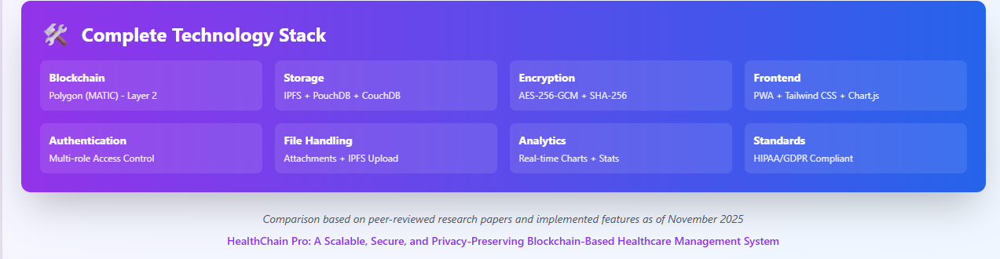 Complete Technology Stack
Blockchain
Polygon (MATIC) - Layer 2
Storage
IPFS + PouchDB + CouchDB
Encryption
AES-256-GCM + SHA-256
Frontend
PWA + Tailwind CSS + Chart.js
Authentication
Multi-role Access Control
File Handling
Attachments + IPFS Upload
Analytics
Real-time Charts + Stats
Standards
HIPAA/GDPR Compliant
Comparison based on peer-reviewed research papers and implemented features as of November 2025
HealthChain Pro: A Scalable, Secure, and Privacy-Preserving Blockchain-Based Healthcare Management System